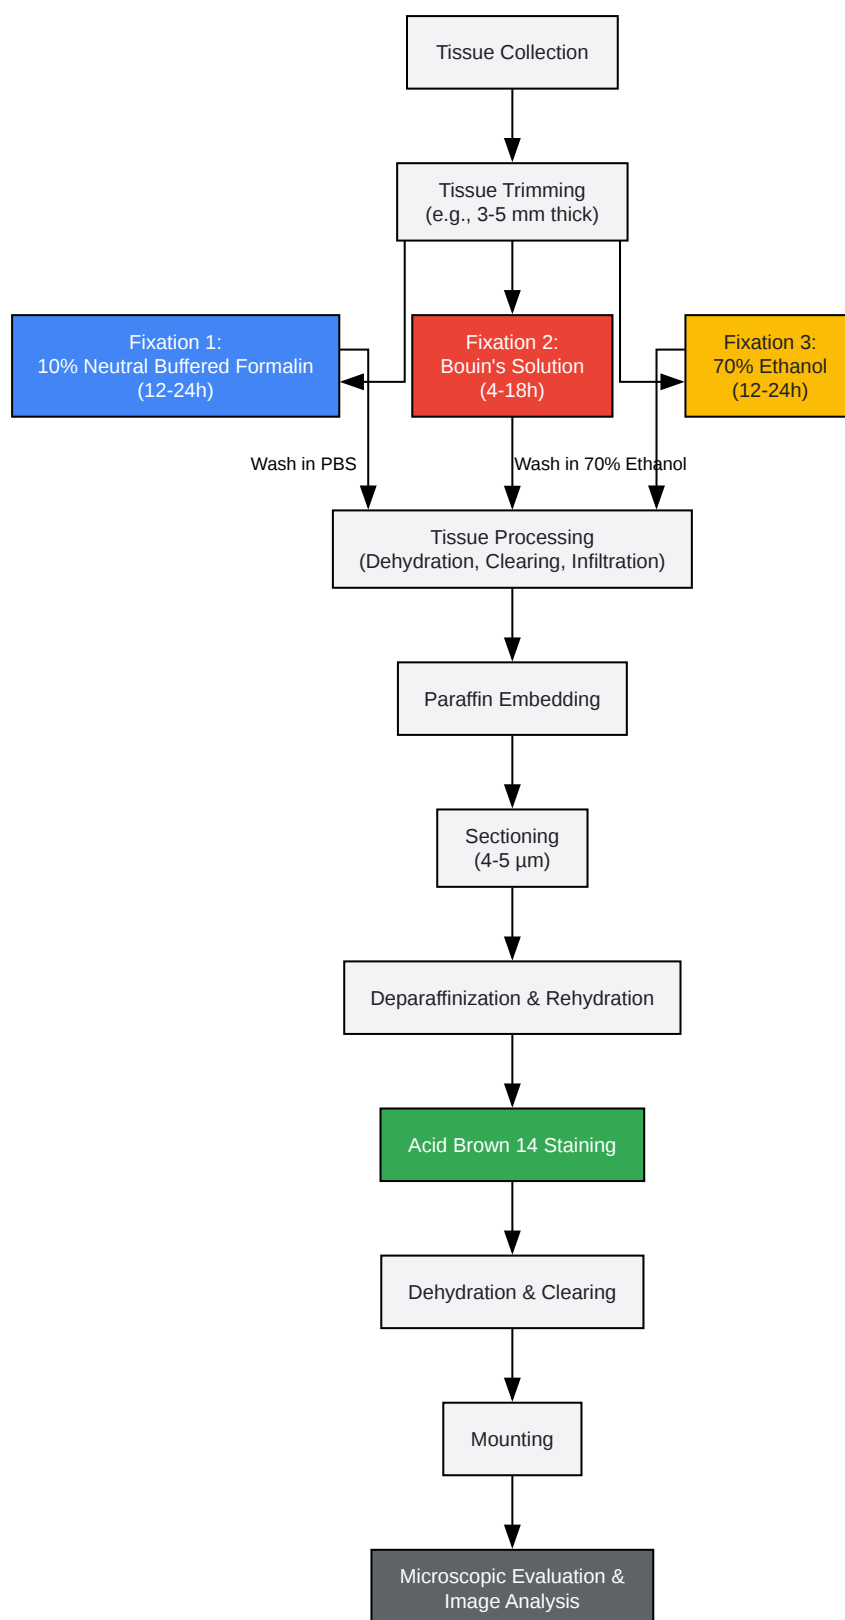 Tissue Collection
Tissue Trimming
(e.g., 3-5 mm thick)
Fixation 1:
10% Neutral Buffered Formalin
(12-24h)
Fixation 2:
Bouin's Solution
(4-18h)
Fixation 3:
70% Ethanol
(12-24h)
Wash in PBS
Wash in 70% Ethanol
Tissue Processing
(Dehydration, Clearing, Infiltration)
Paraffin Embedding
Sectioning
(4-5 µm)
Deparaffinization & Rehydration
Acid Brown 14 Staining
Dehydration & Clearing
Mounting
Microscopic Evaluation &
Image Analysis